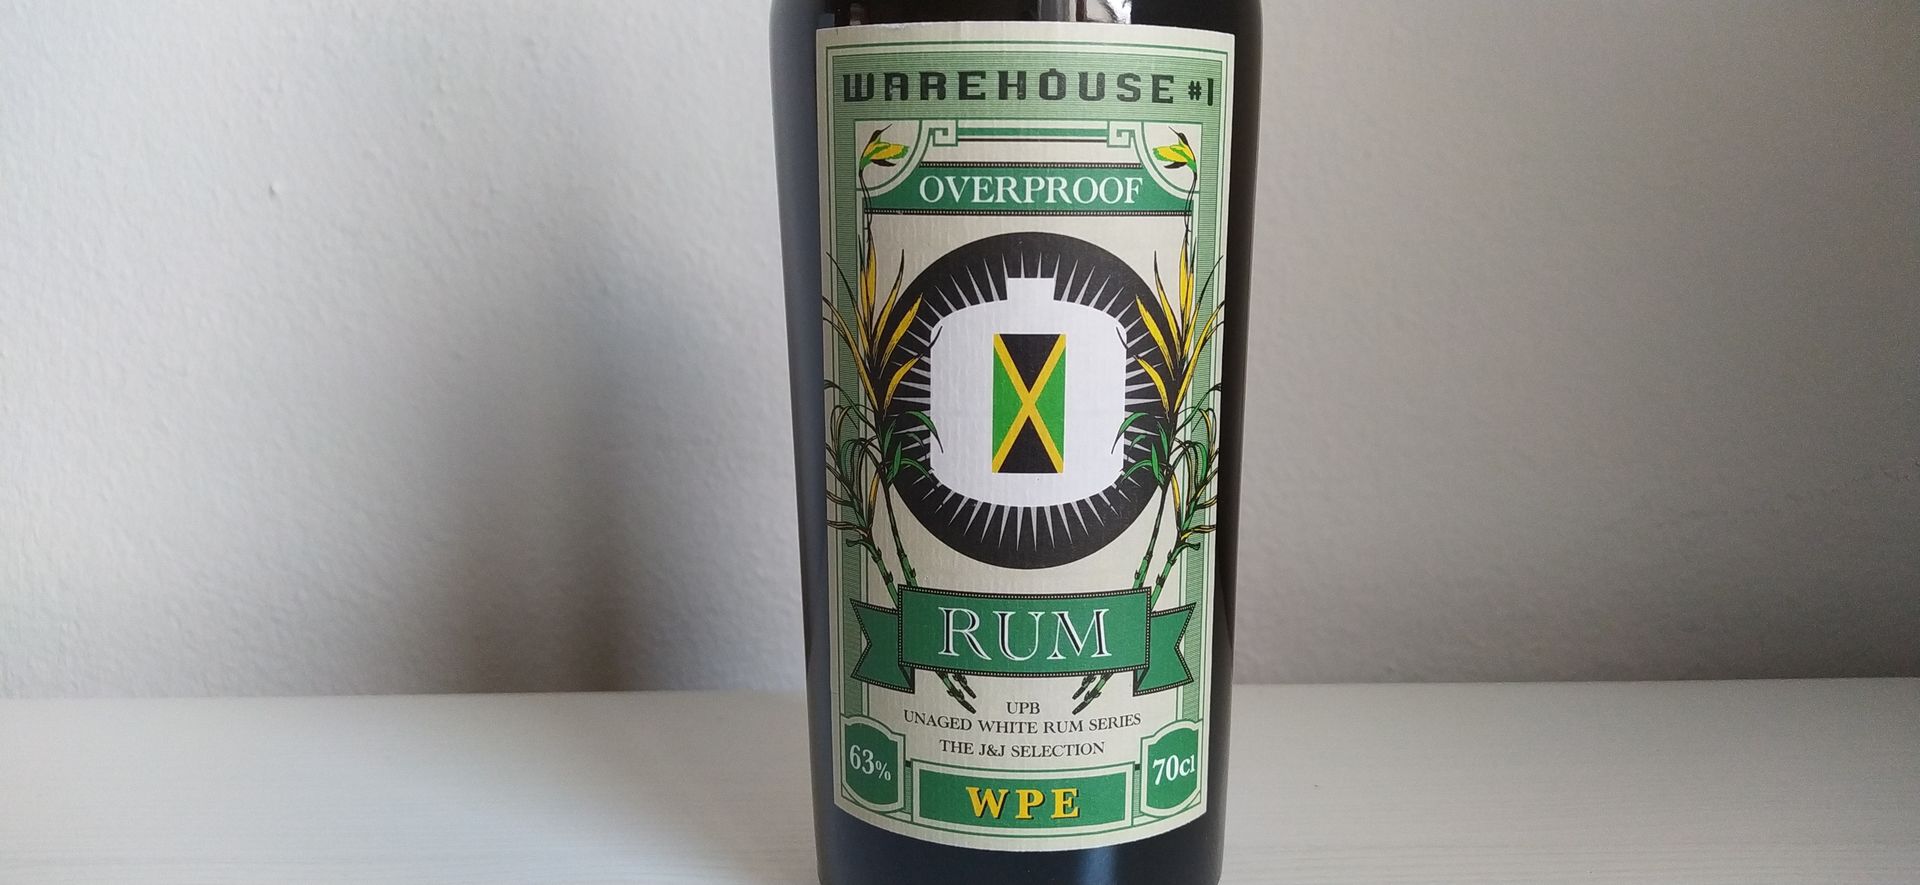 WAREHOUSE #1
OVERPROOF
RUM
UPB
UNAGED WHITE RUM SERIES
THE J&J SELECTION
63%
70cl
WPE